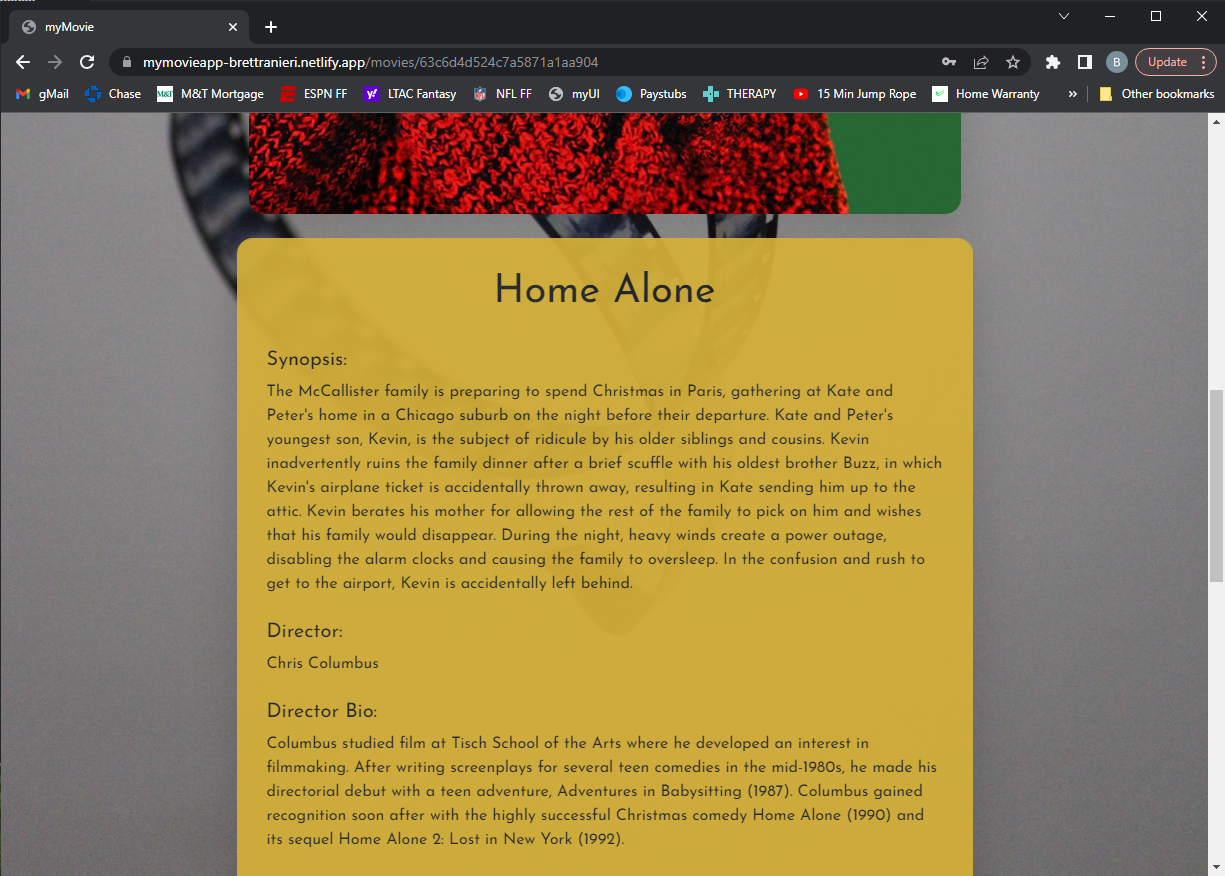 myMovie
mymovieapp-brettranieri.netlify.app/movies/63c6d4d524c7a5871a1aa904
B
Update
gMail
Chase
M&T
M&T Mortgage
ESPN FF
y!
LTAC Fantasy
NFL FF
myUI
Paystubs
THERAPY
15 Min Jump Rope
Home Warranty
»
Other bookmarks
Home Alone
Synopsis:
The McCallister family is preparing to spend Christmas in Paris, gathering at Kate and
Peter's home in a Chicago suburb on the night before their departure. Kate and Peter's
youngest son, Kevin, is the subject of ridicule by his older siblings and cousins. Kevin
inadvertently ruins the family dinner after a brief scuffle with his oldest brother Buzz, in which
Kevin's airplane ticket is accidentally thrown away, resulting in Kate sending him up to the
attic. Kevin berates his mother for allowing the rest of the family to pick on him and wishes
that his family would disappear. During the night, heavy winds create a power outage,
disabling the alarm clocks and causing the family to oversleep. In the confusion and rush to
get to the airport, Kevin is accidentally left behind.
Director:
Chris Columbus
Director Bio:
Columbus studied film at Tisch School of the Arts where he developed an interest in
filmmaking. After writing screenplays for several teen comedies in the mid-1980s, he made his
directorial debut with a teen adventure, Adventures in Babysitting (1987). Columbus gained
recognition soon after with the highly successful Christmas comedy Home Alone (1990) and
its sequel Home Alone 2: Lost in New York (1992).